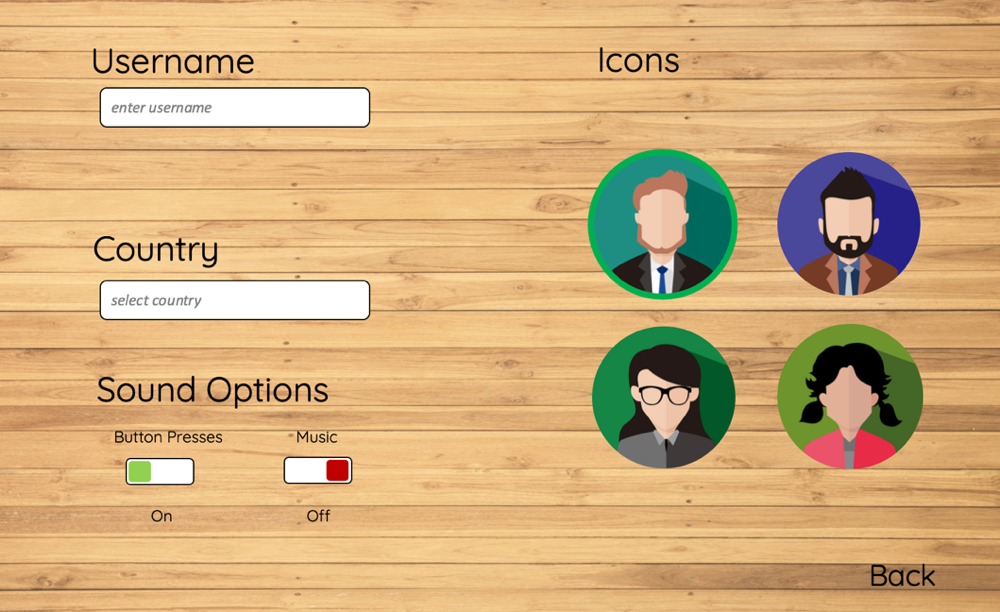 Username
enter username
Country
select country
Sound Options
Button Presses
Music
On
Off
Icons
Back